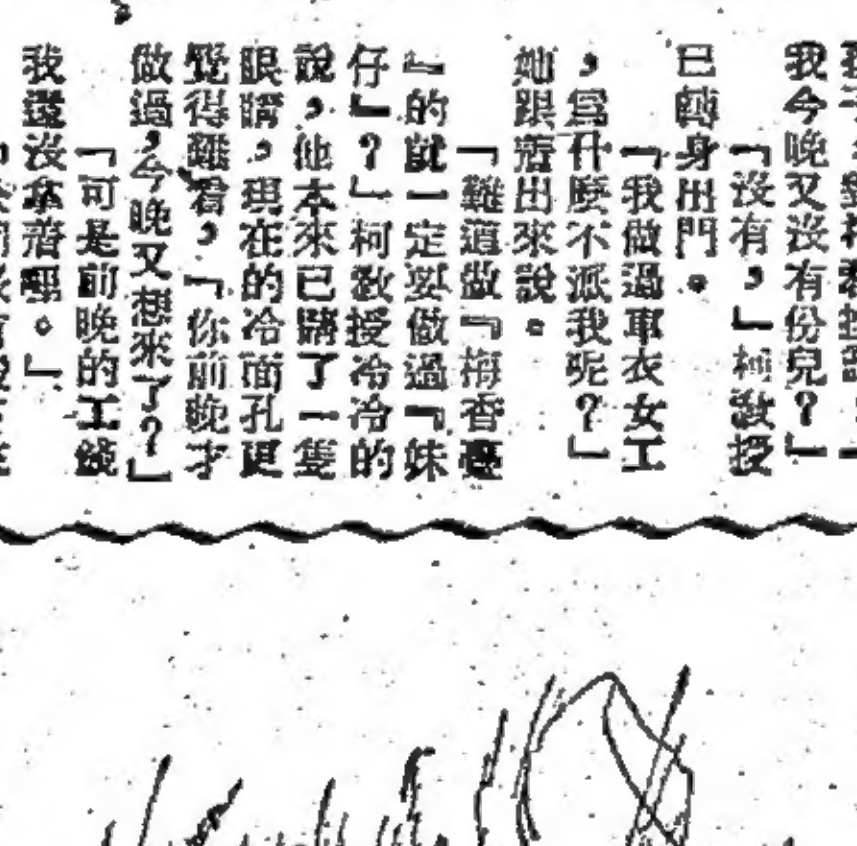 我今晚又沒有份兒？」
「沒有，」柯敎授
已轉身出門。
「我做過車衣女工
，爲什麼不派我呢？」
她跟着出來說。
「難道做『梅香
』的就一定要做過『妹
仔』？」柯敎授冷冷的
說，他本來已瞎了一隻
眼睛，現在的冷面孔更
覺得難看，「你前晚才
做過，今晚又想來了？」
「可是前晚的工錢
我還沒拿着哩。」